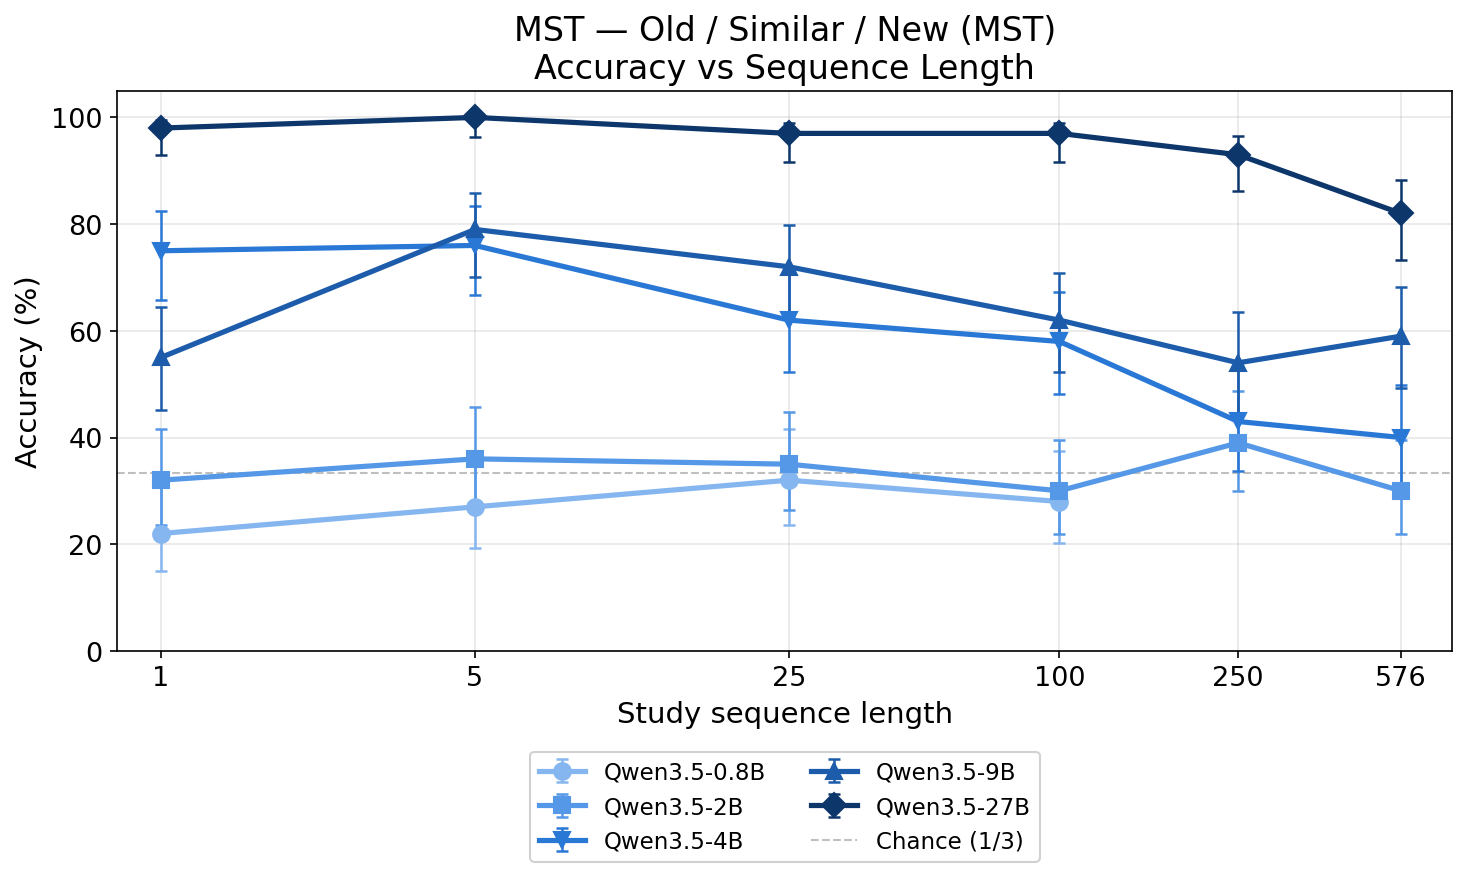 MST — Old / Similar / New (MST)
Accuracy vs Sequence Length
Accuracy (%)
100
80
60
40
20
0
1 5 25 100 250 576
Study sequence length
Qwen3.5-0.8B
Qwen3.5-2B
Qwen3.5-4B
Qwen3.5-9B
Qwen3.5-27B
Chance (1/3)